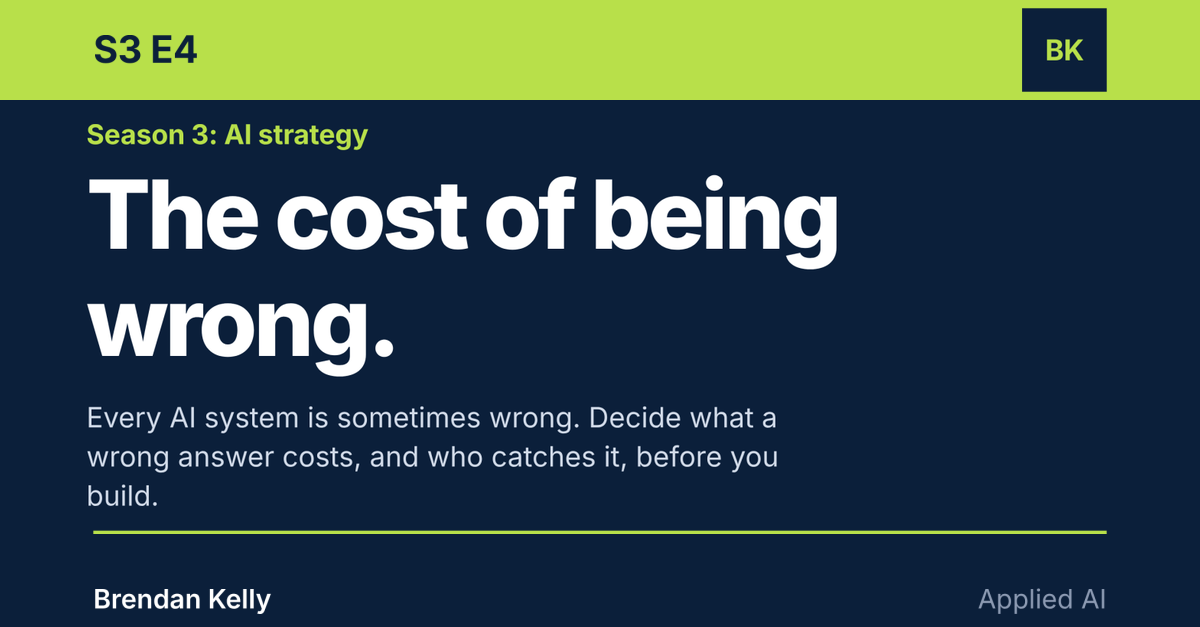 S3 E4
BK
Season 3: AI strategy
The cost of being
wrong.
Every AI system is sometimes wrong. Decide what a
wrong answer costs, and who catches it, before you
build.
Brendan Kelly
Applied AI